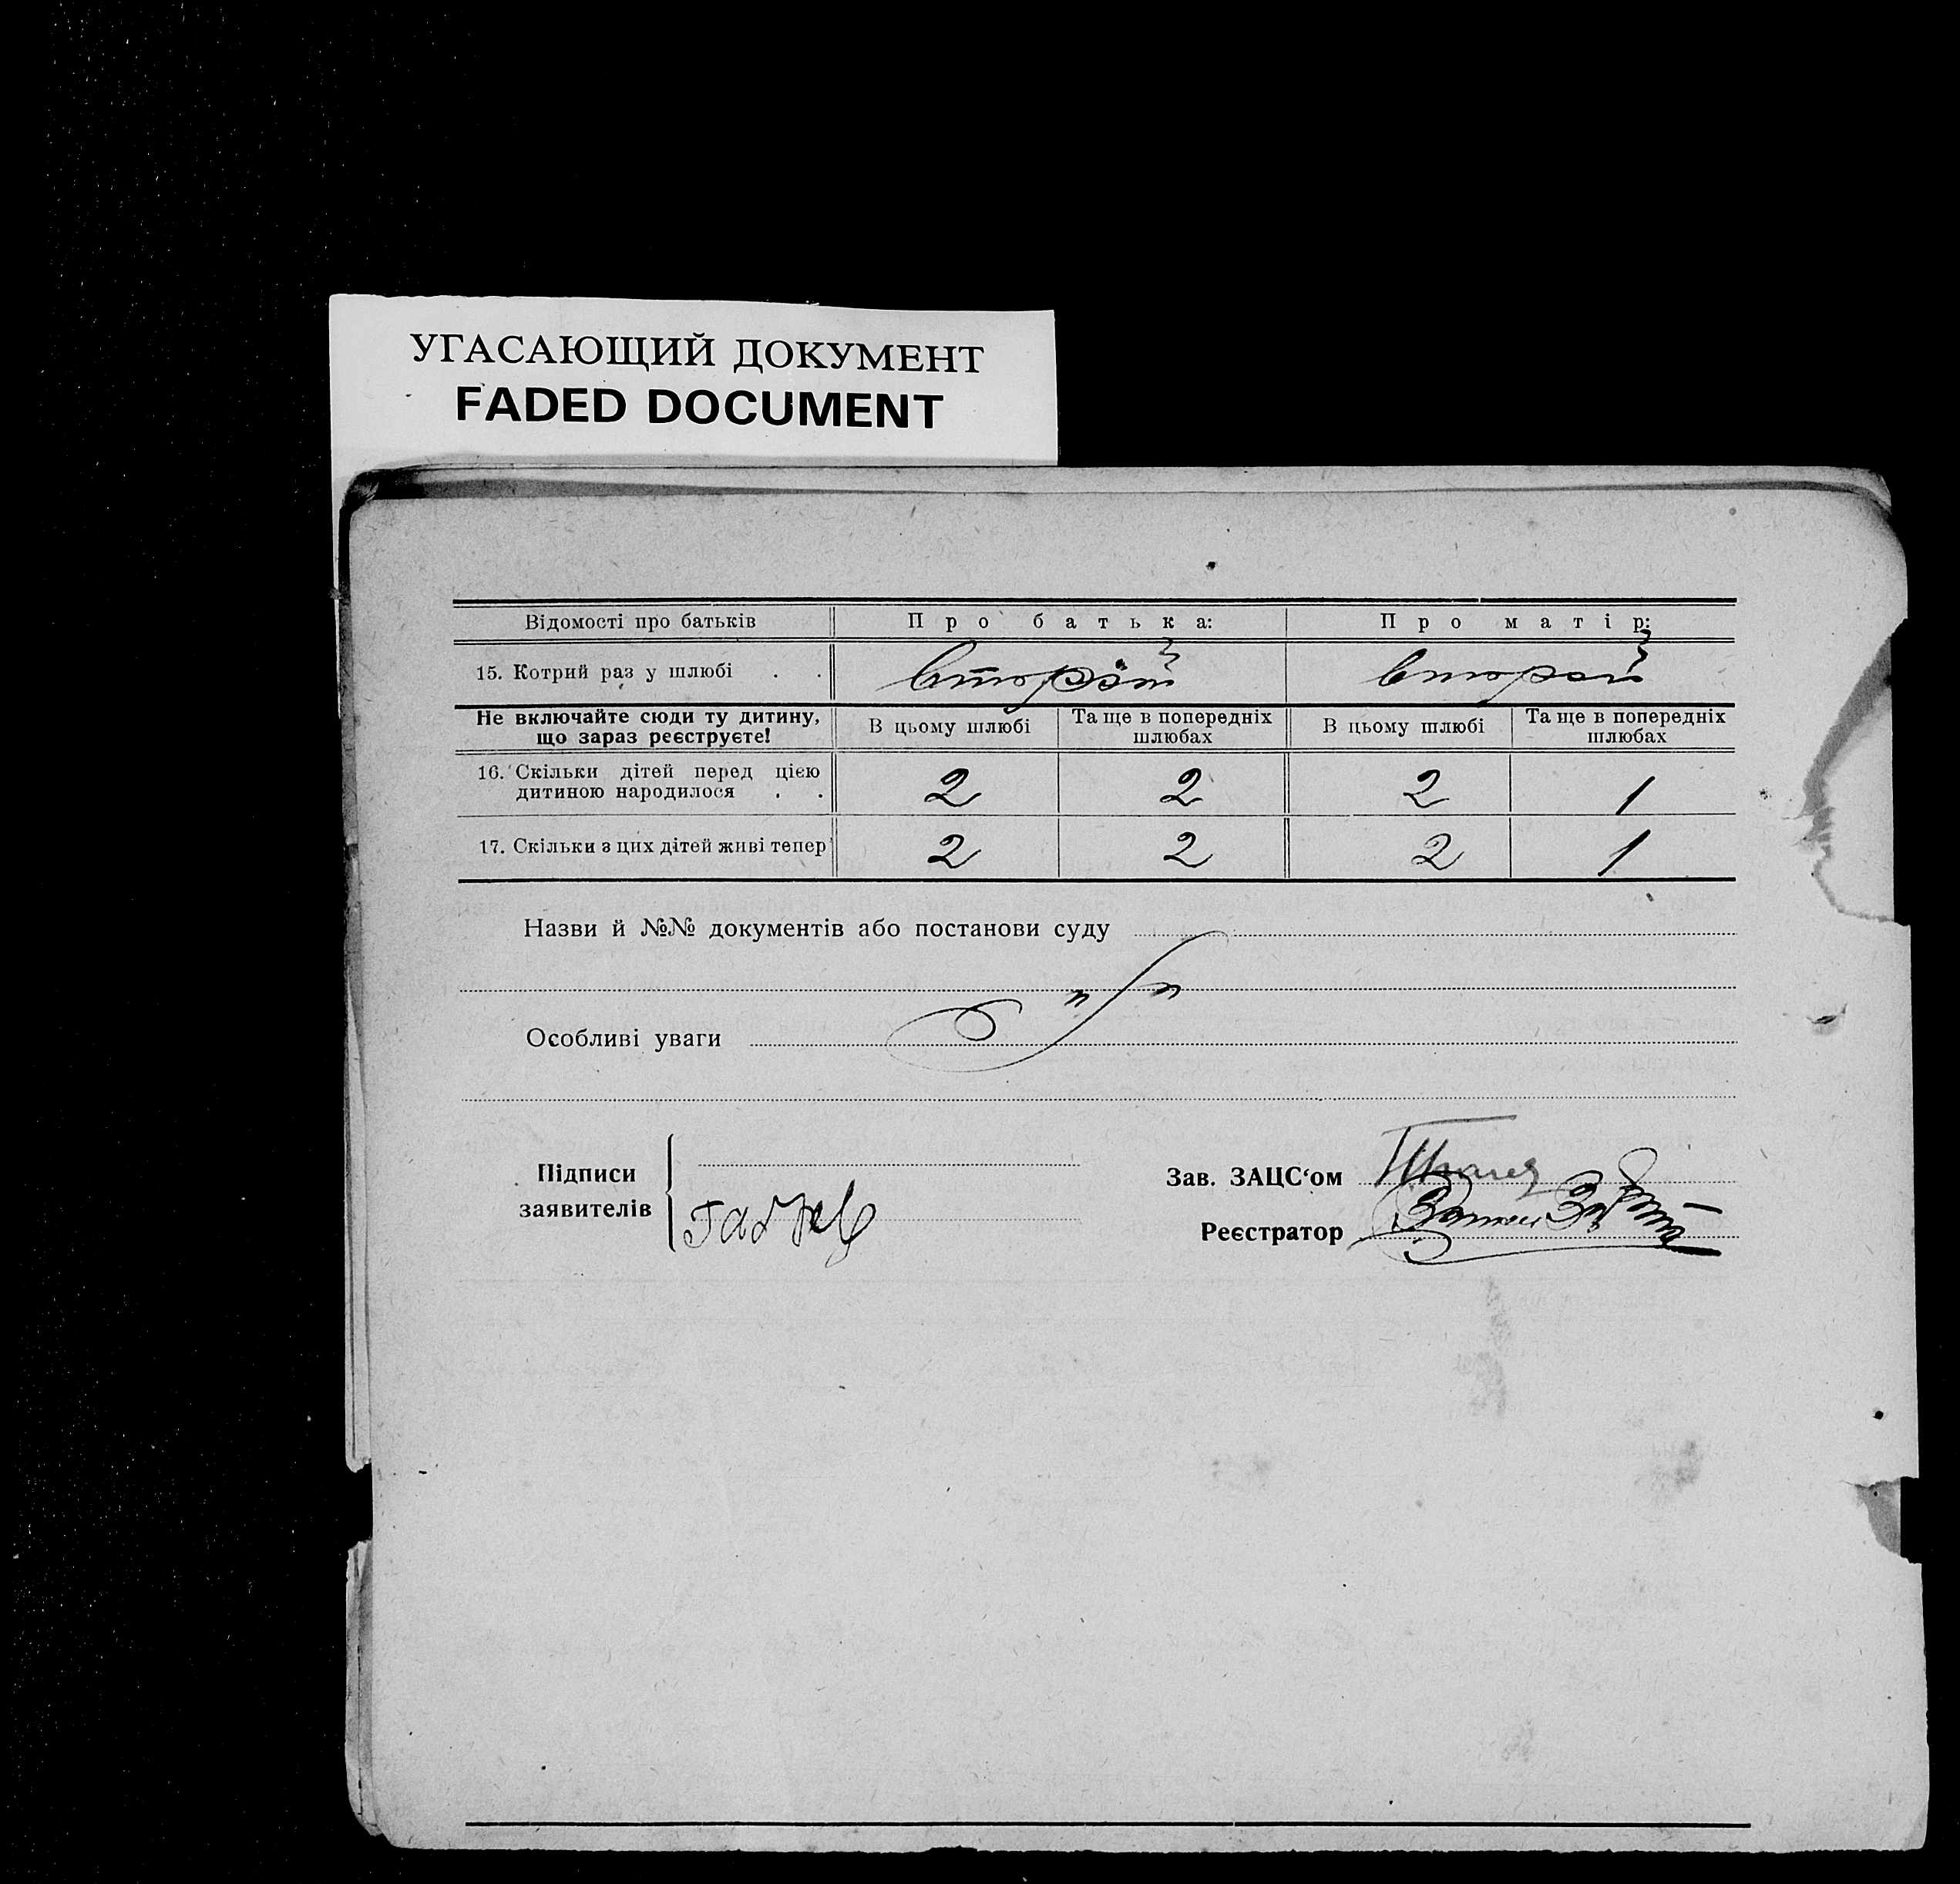 УГАСАЮЩИЙ ДОКУМЕНТ
FADED DOCUMENT
Відомості про батьків Про батька: Про матір:
15. Котрий раз у шлюбі . . второй второй
Не включайте сюди ту дитину, що зараз реєструєте! В цьому шлюбі Та ще в попередніх шлюбах В цьому шлюбі Та ще в попередніх шлюбах
16. Скільки дітей перед цією дитиною народилося . . 2 2 2 1
17. Скільки з цих дітей живі тепер 2 2 2 1
Назви й №№ документів або постанови суду
Особливі уваги
Підписи заявителів
Зав. ЗАЦС‘ом
Реєстратор